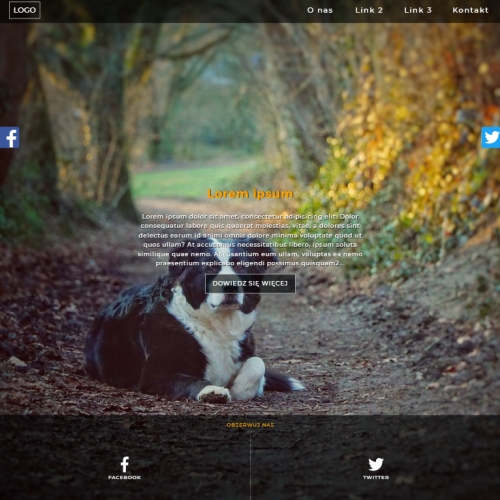 LOGO
O nas
Link 2
Link 3
Kontakt
Lorem ipsum
Lorem ipsum dolor sit amet, consectetur adipisicing elit. Dolor
consequatur labore quis quaerat molestias, vitae, a dolores sint
delectus earum id animi omnis dolore minima voluptate quod ut
quos ullam? At accusamus necessitatibus libero, ipsum soluta
similique quae nemo. Accusantium eum ullam, voluptas ea nemo
praesentium explicabo eligendi possimus quisquam2...
DOWIEDZ SIĘ WIĘCEJ
OBSERWUJ NAS
FACEBOOK
TWITTER